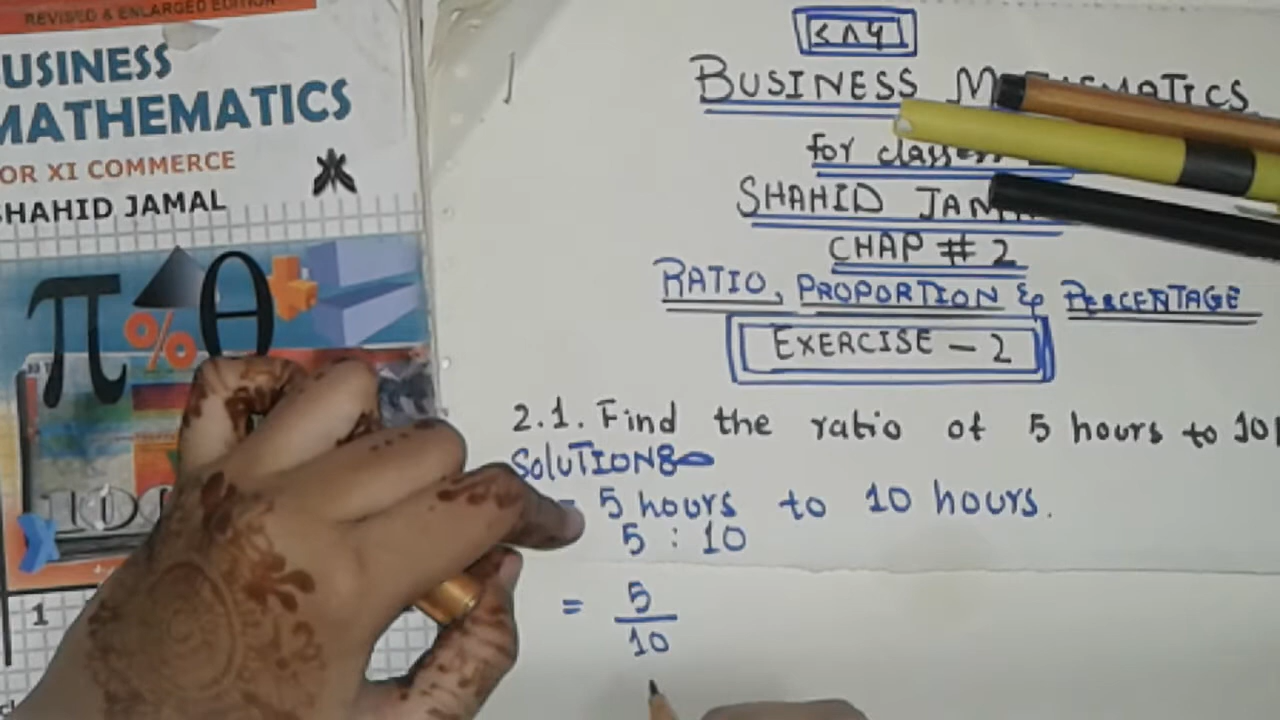 REVISED & ENLARGED EDITION
USINESS
MATHEMATICS
OR XI COMMERCE
SHAHID JAMAL
π % θ
100
1
BUSINESS
for
SHAHID
CHAP # 2
RATIO, PROPORTION & PERCENTAGE
EXERCISE - 2
2.1. Find the ratio of 5 hours to 10
SOLUTION:-
= 5 hours to 10 hours.
5 : 10
= 5
10